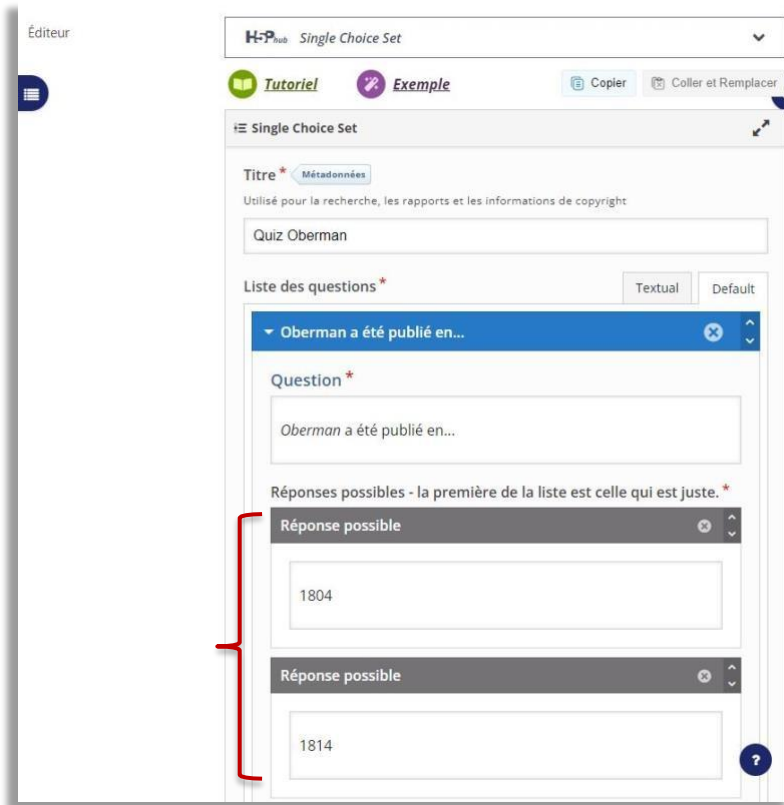 Éditeur
H5Phub Single Choice Set
Tutoriel Exemple Copier Coller et Remplacer
Single Choice Set
Titre * Métadonnées
Utilisé pour la recherche, les rapports et les informations de copyright
Quiz Oberman
Liste des questions * Textual Default
Oberman a été publié en...
Question *
Oberman a été publié en...
Réponses possibles - la première de la liste est celle qui est juste. *
Réponse possible
1804
Réponse possible
1814
?